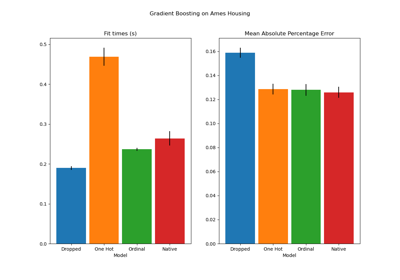 Gradient Boosting on Ames Housing
Fit times (s)
0.5
0.4
0.3
0.2
0.1
0.0
Dropped One Hot Ordinal Native
Model
Mean Absolute Percentage Error
0.16
0.14
0.12
0.10
0.08
0.06
0.04
0.02
0.00
Dropped One Hot Ordinal Native
Model